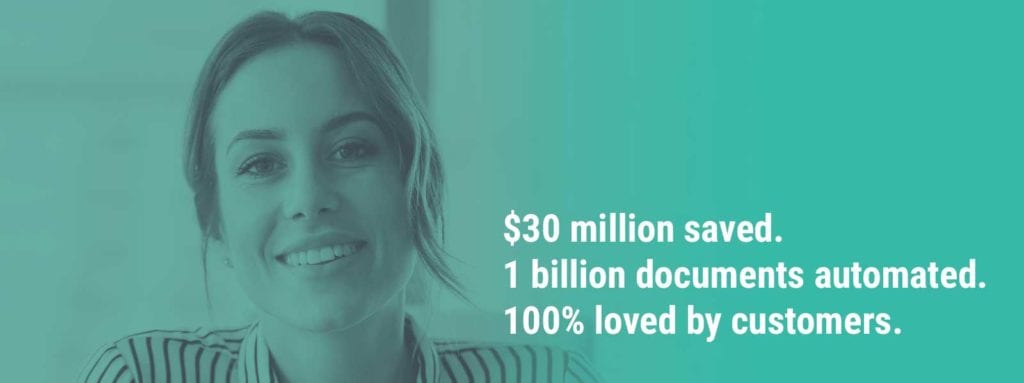 $30 million saved.
1 billion documents automated.
100% loved by customers.